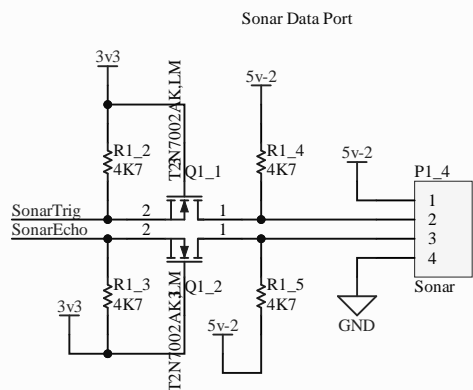 Sonar Data Port
3v3
T2N7002AK,LM
5v-2
R1_2
4K7
Q1_1
R1_4
4K7
5v-2
P1_4
SonarTrig
2
1
1
2
SonarEcho
2
1
3
4
R1_3
4K7
T2N7002AK,LM
Q1_2
R1_5
4K7
Sonar
3v3
5v-2
GND